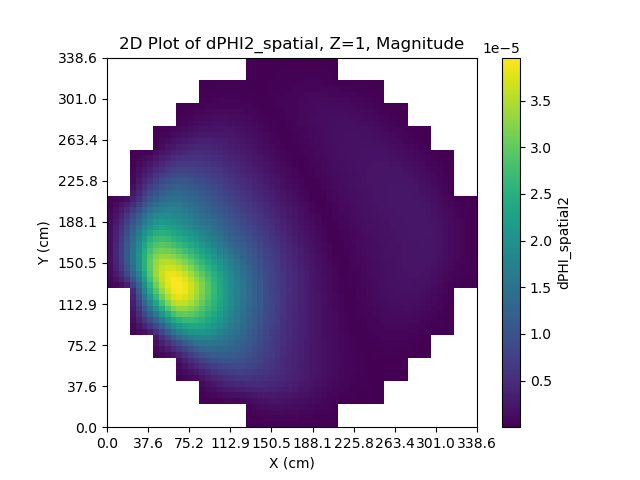 2D Plot of dPHI2_spatial, Z=1, Magnitude
1e−5
338.6
301.0
263.4
225.8
188.1
150.5
112.9
75.2
37.6
0.0
Y (cm)
0.0 37.6 75.2 112.9 150.5 188.1 225.8 263.4 301.0 338.6
X (cm)
3.5
3.0
2.5
2.0
1.5
1.0
0.5
dPHI_spatial2